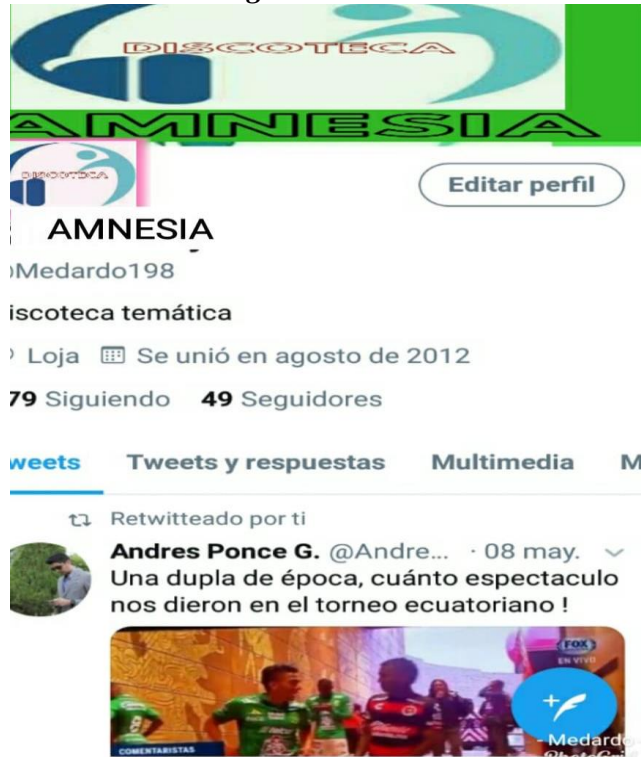 DISCOTECA
AMNESIA
DISCOTECA
Editar perfil
AMNESIA
@Medardo198
iscoteca temática
Loja Se unió en agosto de 2012
79 Siguiendo 49 Seguidores
weets Tweets y respuestas Multimedia M
Retwitteado por ti
Andres Ponce G. @Andre... · 08 may.
Una dupla de época, cuánto espectaculo
nos dieron en el torneo ecuatoriano !
FOX
EN VIVO
COMENTARISTAS
- Medardo
PhotoGri